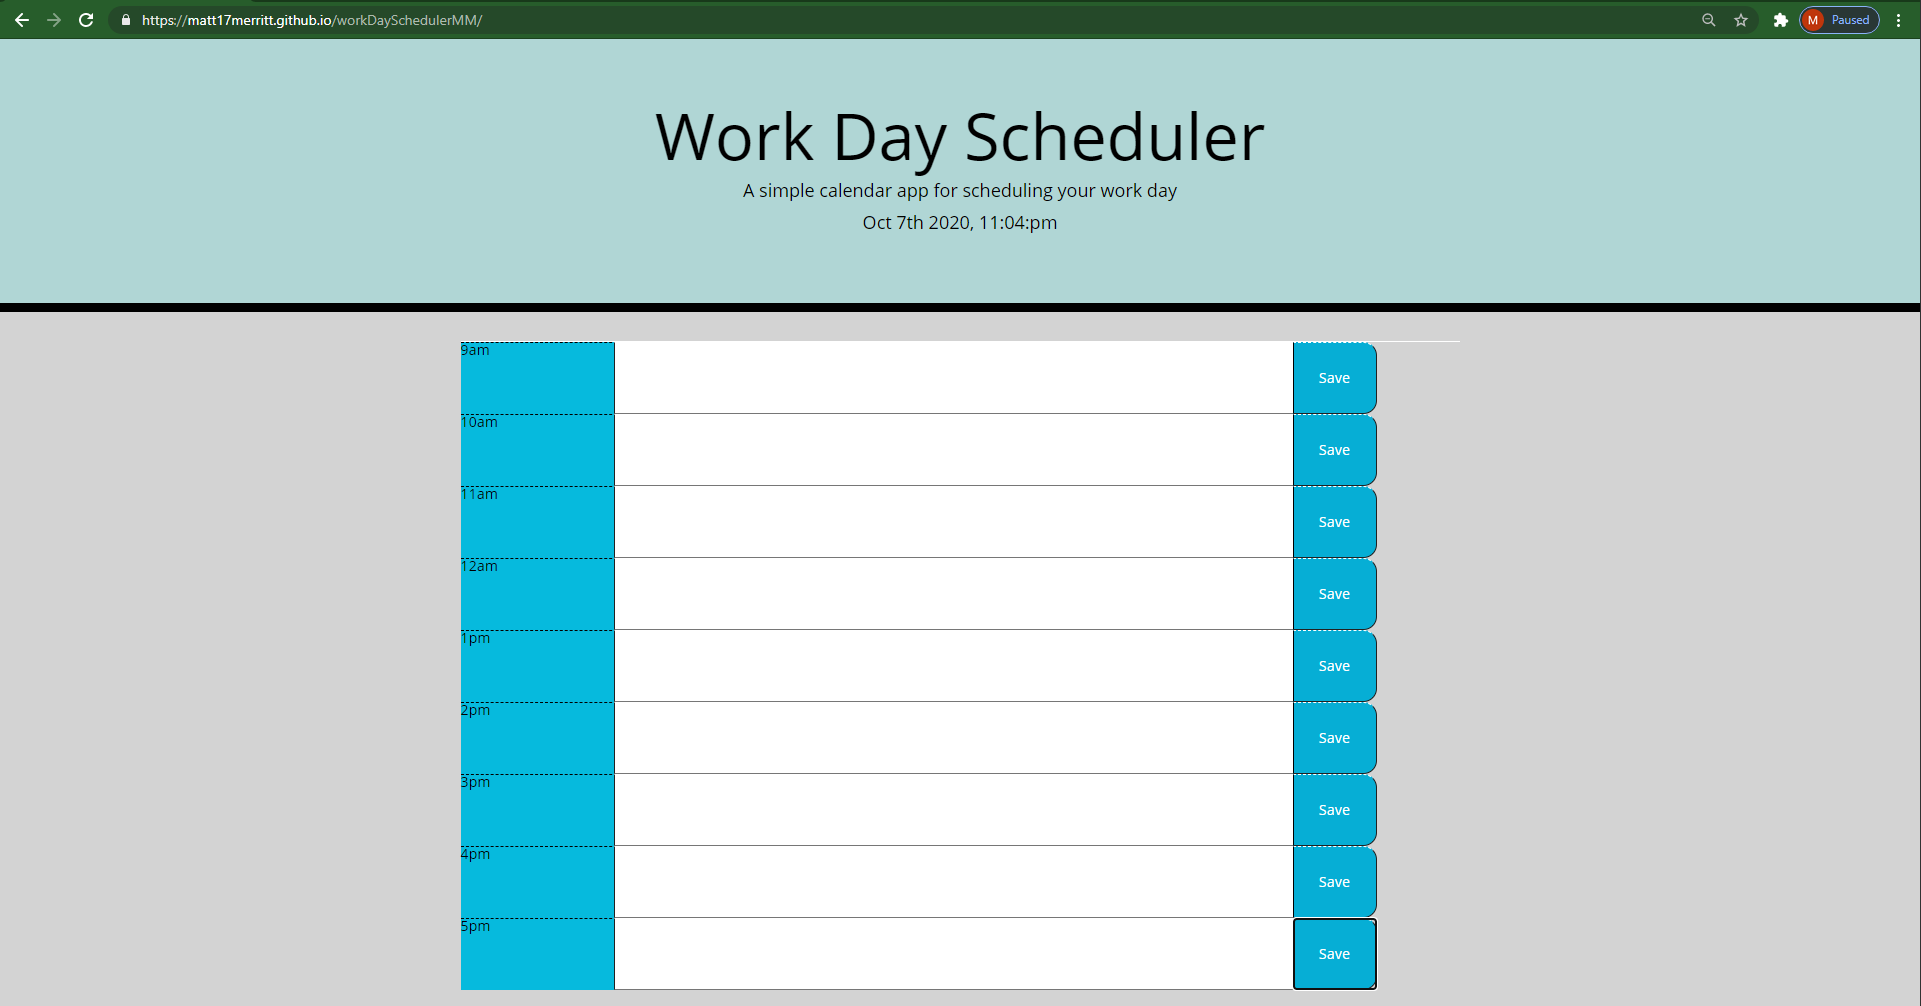 https://matt17merritt.github.io/workDaySchedulerMM/
M Paused
Work Day Scheduler
A simple calendar app for scheduling your work day
Oct 7th 2020, 11:04:pm
9am
Save
10am
Save
11am
Save
12am
Save
1pm
Save
2pm
Save
3pm
Save
4pm
Save
5pm
Save